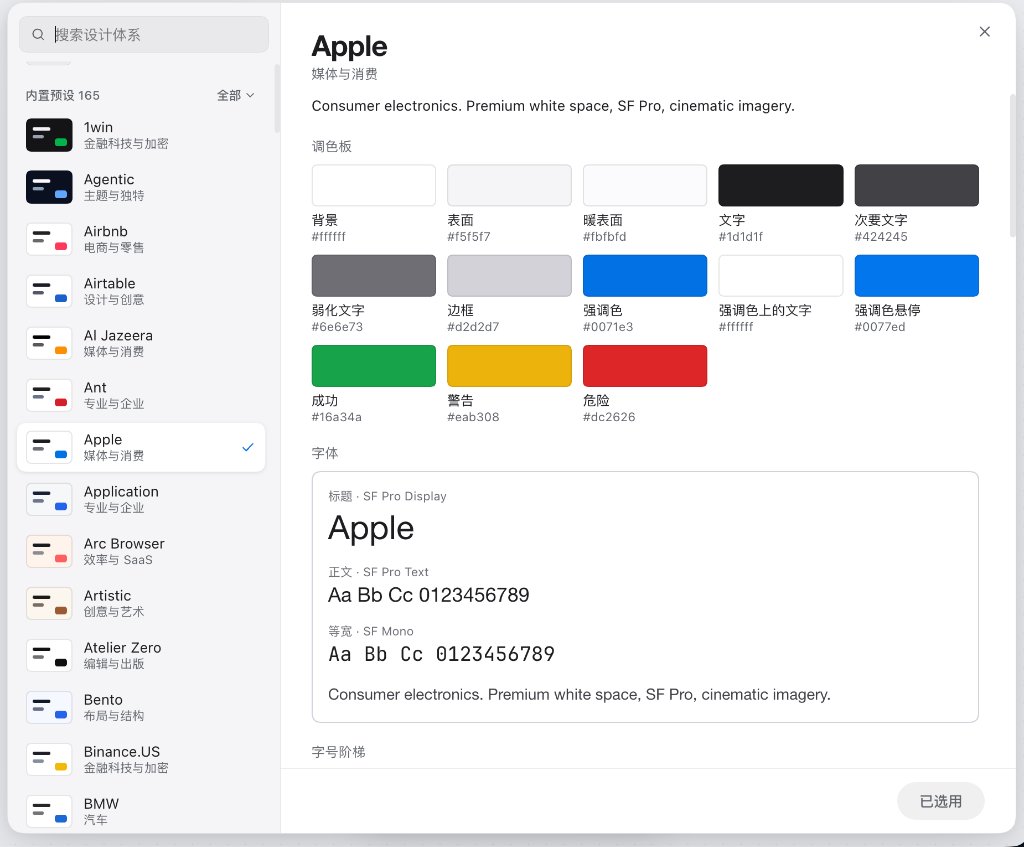 搜索设计体系
内置预设 165
全部
1win
金融科技与加密
Agentic
主题与独特
Airbnb
电商与零售
Airtable
设计与创意
Al Jazeera
媒体与消费
Ant
专业与企业
Apple
媒体与消费
Application
专业与企业
Arc Browser
效率与 SaaS
Artistic
创意与艺术
Atelier Zero
编辑与出版
Bento
布局与结构
Binance.US
金融科技与加密
BMW
汽车
Apple
媒体与消费
Consumer electronics. Premium white space, SF Pro, cinematic imagery.
调色板
背景
#ffffff
表面
#f5f5f7
暖表面
#fbfbfd
文字
#1d1d1f
次要文字
#424245
弱化文字
#6e6e73
边框
#d2d2d7
强调色
#0071e3
强调色上的文字
#ffffff
强调色悬停
#0077ed
成功
#16a34a
警告
#eab308
危险
#dc2626
字体
标题 · SF Pro Display
Apple
正文 · SF Pro Text
Aa Bb Cc 0123456789
等宽 · SF Mono
Aa Bb Cc 0123456789
Consumer electronics. Premium white space, SF Pro, cinematic imagery.
字号阶梯
已选用